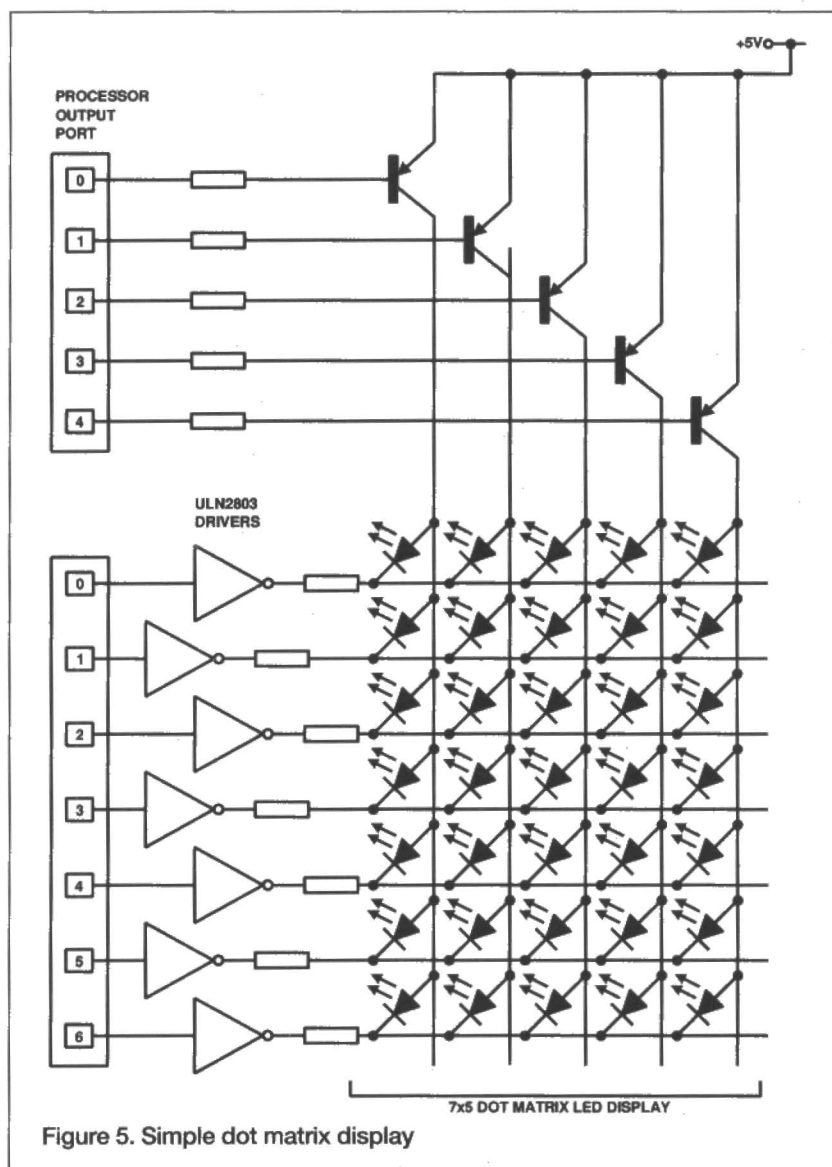 +5V
PROCESSOR
OUTPUT
PORT
0
1
2
3
4
ULN2803
DRIVERS
0
1
2
3
4
5
6
7x5 DOT MATRIX LED DISPLAY
Figure 5. Simple dot matrix display